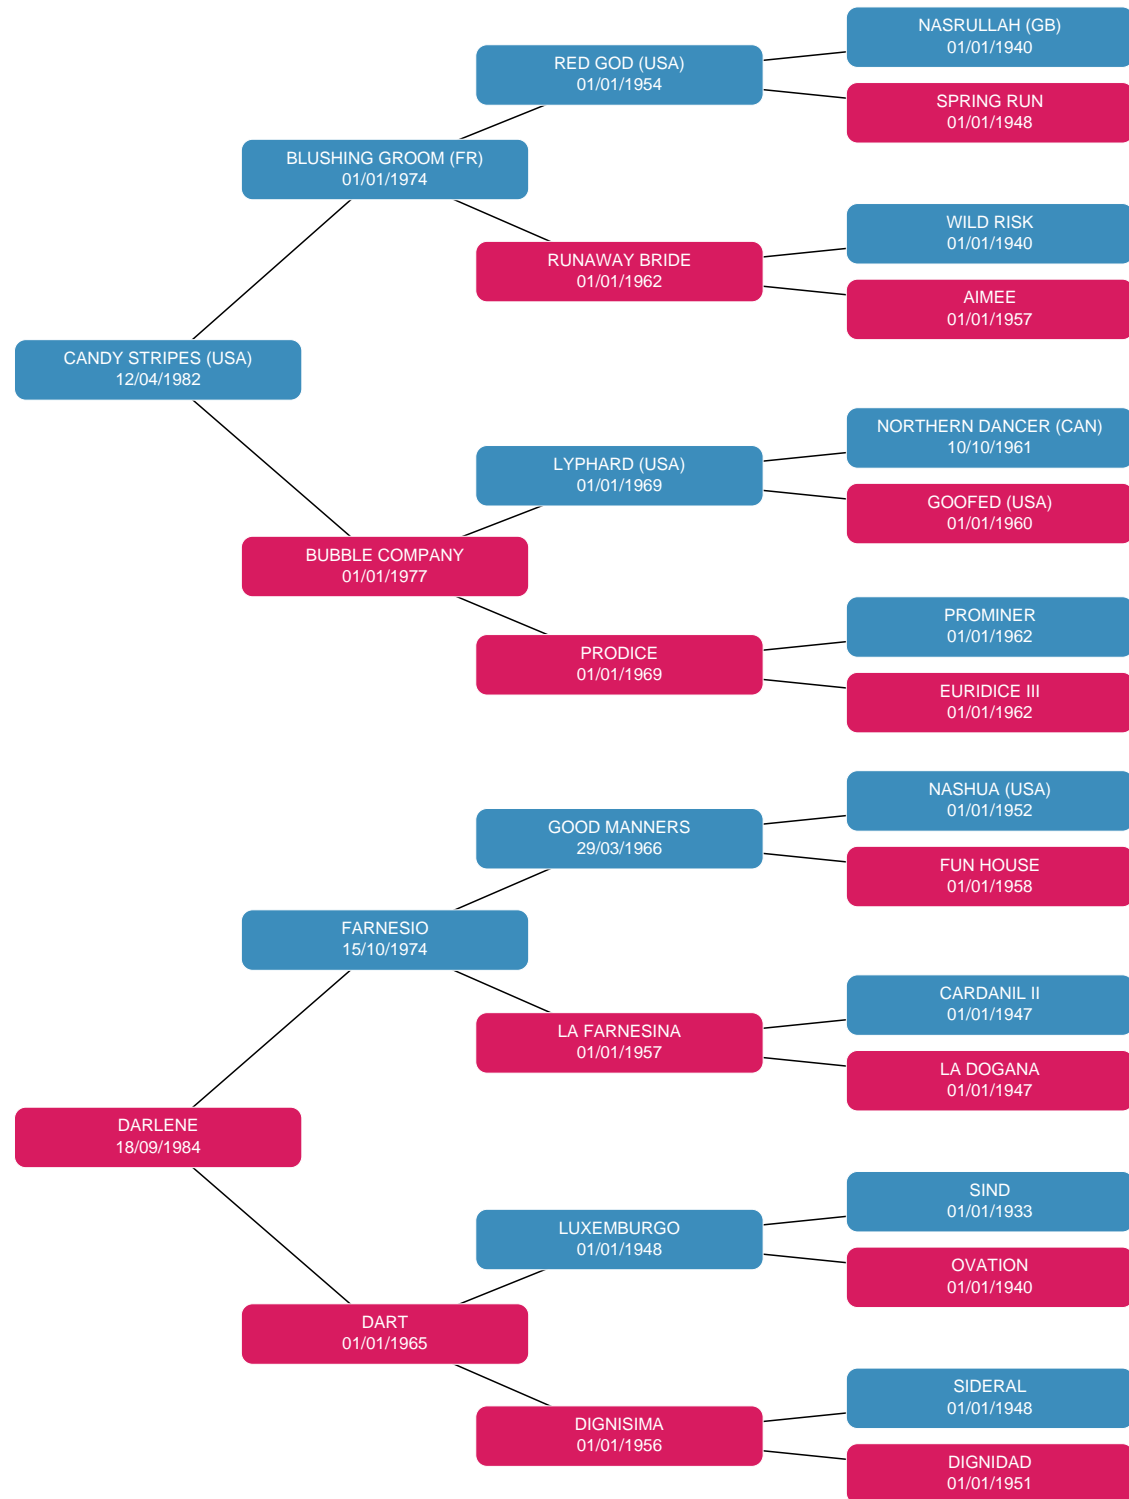 NASRULLAH (GB)
01/01/1940
RED GOD (USA)
01/01/1954
SPRING RUN
01/01/1948
BLUSHING GROOM (FR)
01/01/1974
WILD RISK
01/01/1940
RUNAWAY BRIDE
01/01/1962
AIMEE
01/01/1957
CANDY STRIPES (USA)
12/04/1982
NORTHERN DANCER (CAN)
10/10/1961
LYPHARD (USA)
01/01/1969
GOOFED (USA)
01/01/1960
BUBBLE COMPANY
01/01/1977
PROMINER
01/01/1962
PRODICE
01/01/1969
EURIDICE III
01/01/1962
NASHUA (USA)
01/01/1952
GOOD MANNERS
29/03/1966
FUN HOUSE
01/01/1958
FARNESIO
15/10/1974
CARDANIL II
01/01/1947
LA FARNESINA
01/01/1957
LA DOGANA
01/01/1947
DARLENE
18/09/1984
SIND
01/01/1933
LUXEMBURGO
01/01/1948
OVATION
01/01/1940
DART
01/01/1965
SIDERAL
01/01/1948
DIGNISIMA
01/01/1956
DIGNIDAD
01/01/1951